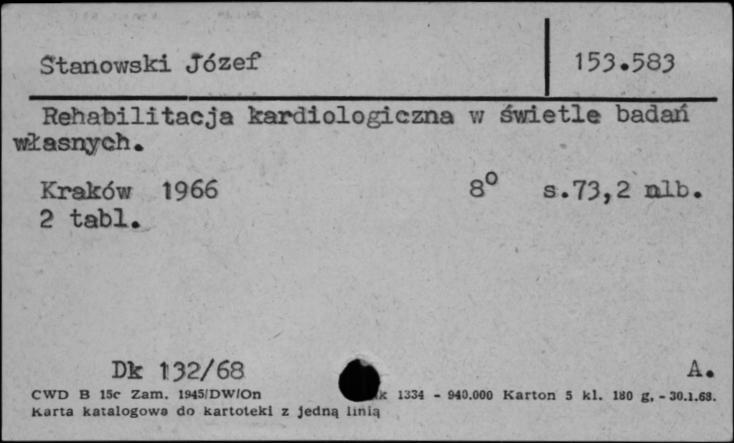 Stanowski Józef 153.583
Rehabilitacja kardiologiczna w świetle badań
własnych.
Kraków 1966 8° s.73,2 nlb.
2 tabl.
Dk 132/68 A.
CWD B 15c Zam. 1945/DW/On 1334 - 940.000 Karton 5 kl. 180 g, - 30.1.68.
Karta katalogowa do kartoteki z jedną linią